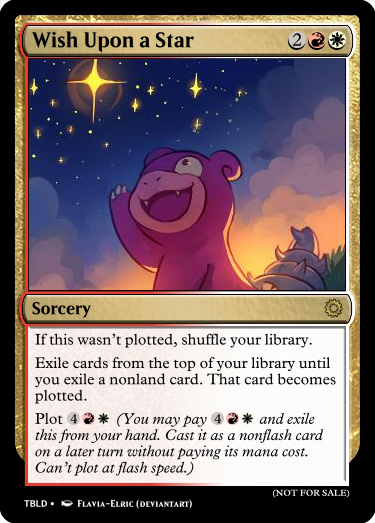 Wish Upon a Star 2
Sorcery
If this wasn't plotted, shuffle your library.
Exile cards from the top of your library until
you exile a nonland card. That card becomes
plotted.
Plot 4 (You may pay 4 and exile
this from your hand. Cast it as a nonflash card
on a later turn without paying its mana cost.
Can't plot at flash speed.)
(NOT FOR SALE)
TBLD • Flavia-Elric (deviantart)